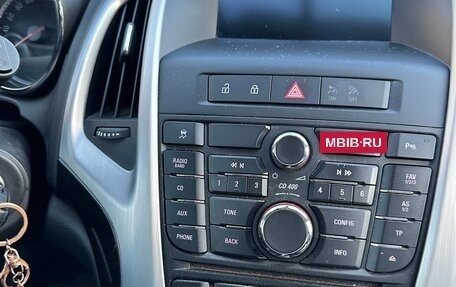 OFF
MBIB.RU
P
RADIO
BAND
CD 400
FAV
1/2/3
CD
1 2 3
4 5 6
AS
1/2
AUX
TONE
CONFIG
TP
PHONE
BACK
INFO